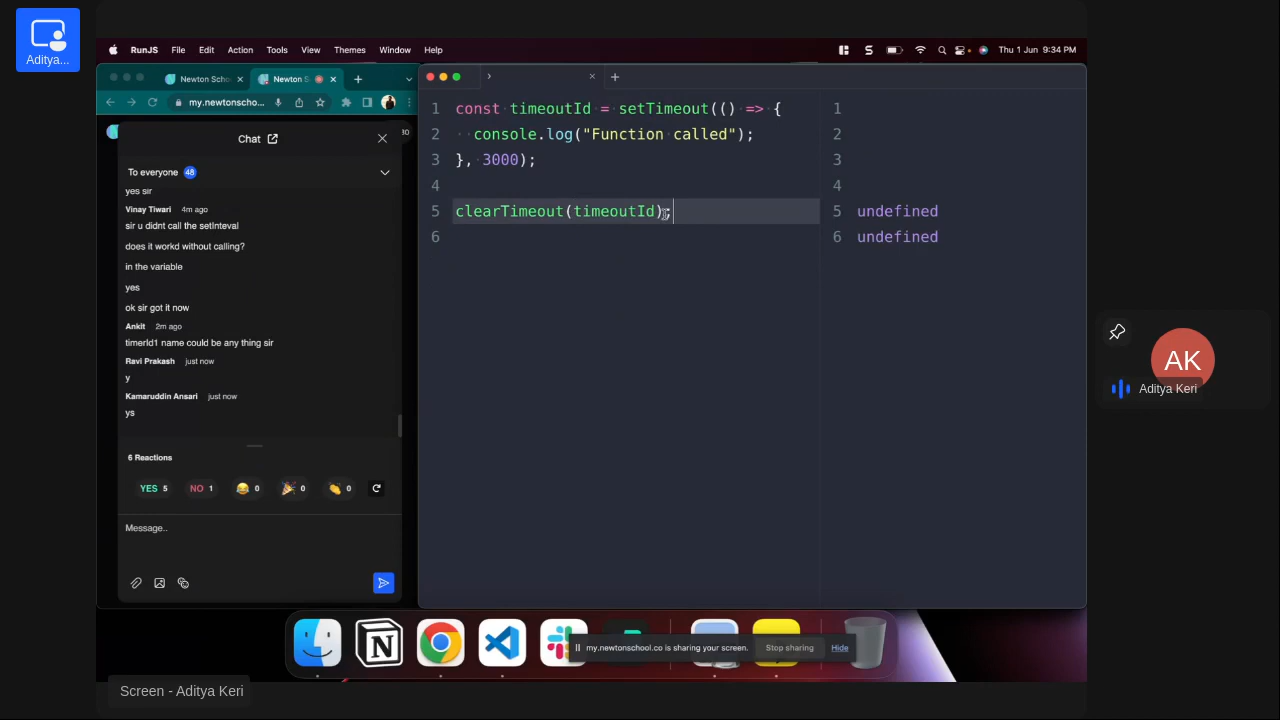 Aditya...
RunJS File Edit Action Tools View Themes Window Help
Thu 1 Jun 9:34 PM
Newton Scho
Newton S
my.newtonschoo...
Chat
To everyone 48
yes sir
Vinay Tiwari 4m ago
sir u didnt call the setInteval
does it workd without calling?
in the variable
yes
ok sir got it now
Ankit 2m ago
timerId1 name could be any thing sir
Ravi Prakash just now
y
Kamaruddin Ansari just now
ys
6 Reactions
YES 5 NO 1 😂 0 🎉 0 👏 0
Message..
1 const timeoutId = setTimeout(() => {
2 console.log("Function called");
3 }, 3000);
4
5 clearTimeout(timeoutId);
6
1
2
3
4
5 undefined
6 undefined
my.newtonschool.co is sharing your screen. Stop sharing Hide
AK
Aditya Keri
Screen - Aditya Keri